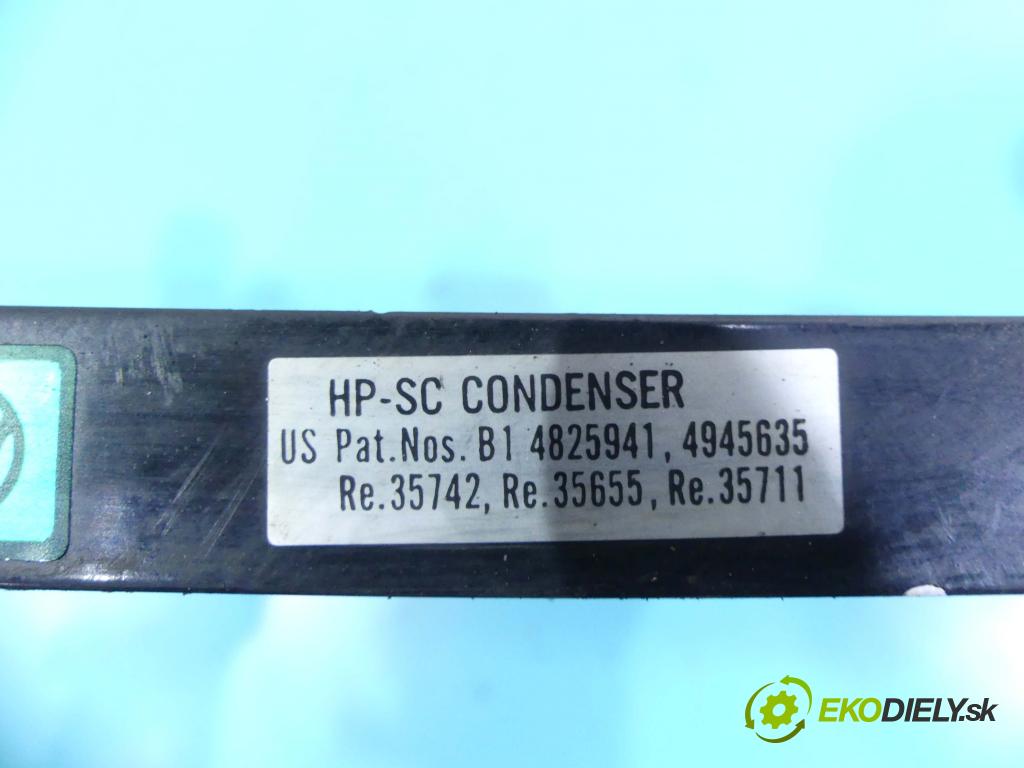 HP-SC CONDENSER
US Pat.Nos. B1 4825941, 4945635
Re.35742, Re.35655, Re.35711
EKODIELY.sk